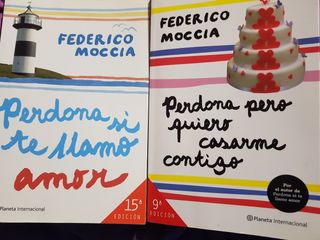 FEDERICO
MOCCIA
Perdona si
te llamo
amor
15ª
EDICIÓN
Planeta Internacional
FEDERICO
MOCCIA
Perdona pero
quiero
casarme
contigo
Por
el autor de
Perdona si te
llamo amor
9ª
EDICIÓN
Planeta Internacional